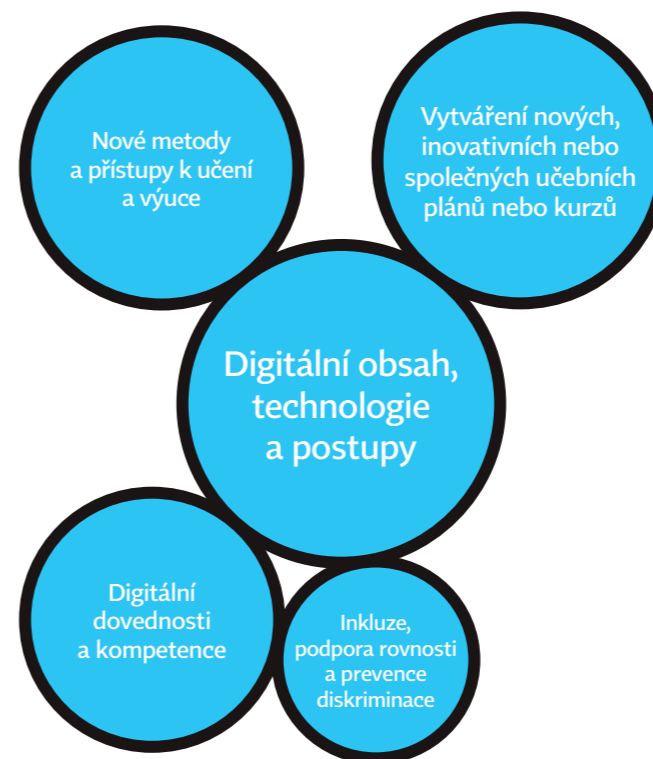 Nové metody
a přístupy k učení
a výuce
Vytváření nových,
inovativních nebo
společných učebních
plánů nebo kurzů
Digitální obsah,
technologie
a postupy
Digitální
dovednosti
a kompetence
Inkluze,
podpora rovnosti
a prevence
diskriminace